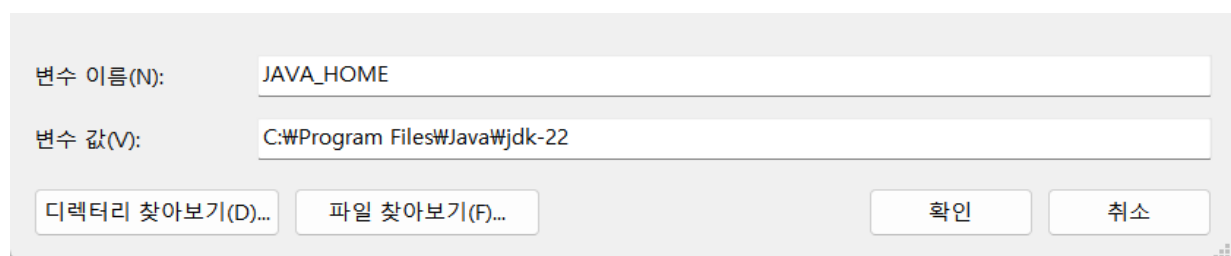 변수 이름(N): JAVA_HOME
변수 값(V): C:₩Program Files₩Java₩jdk-22
디렉터리 찾아보기(D)... 파일 찾아보기(F)... 확인 취소